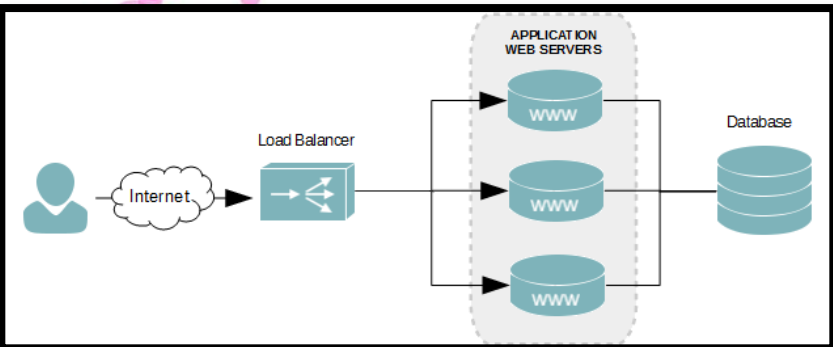 APPLICATION
WEB SERVERS
WWW
Database
Load Balancer
Internet
WWW
WWW